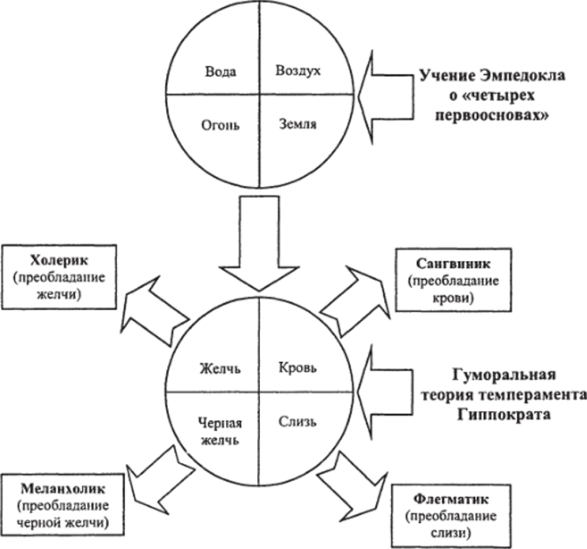 Вода
Воздух
Огонь
Земля
Учение Эмпедокла
о «четырех
первоосновах»
Холерик
(преобладание
желчи)
Сангвиник
(преобладание
крови)
Желчь
Кровь
Черная
желчь
Слизь
Гуморальная
теория темперамента
Гиппократа
Меланхолик
(преобладание
черной желчи)
Флегматик
(преобладание
слизи)